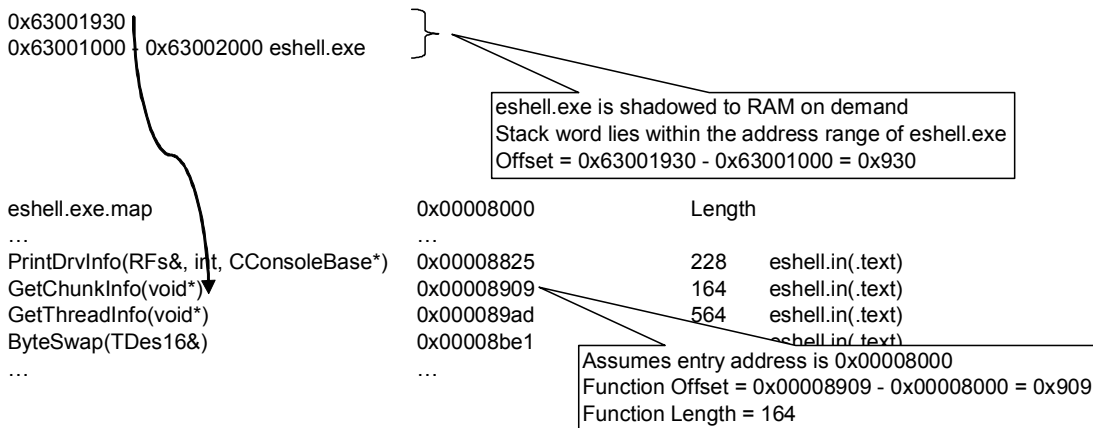 0x63001930
0x63001000 - 0x63002000 eshell.exe
eshell.exe is shadowed to RAM on demand
Stack word lies within the address range of eshell.exe
Offset = 0x63001930 - 0x63001000 = 0x930
eshell.exe.map 0x00008000 Length
… …
PrintDrvInfo(RFs&, int, CConsoleBase*) 0x00008825 228 eshell.in(.text)
GetChunkInfo(void*) 0x00008909 164 eshell.in(.text)
GetThreadInfo(void*) 0x000089ad 564 eshell.in(.text)
ByteSwap(TDes16&) 0x00008be1 eshell.in(.text)
… …
Assumes entry address is 0x00008000
Function Offset = 0x00008909 - 0x00008000 = 0x909
Function Length = 164